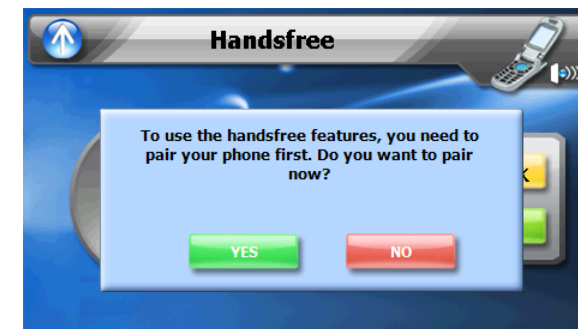 Handsfree
To use the handsfree features, you need to
pair your phone first. Do you want to pair
now?
YES
NO